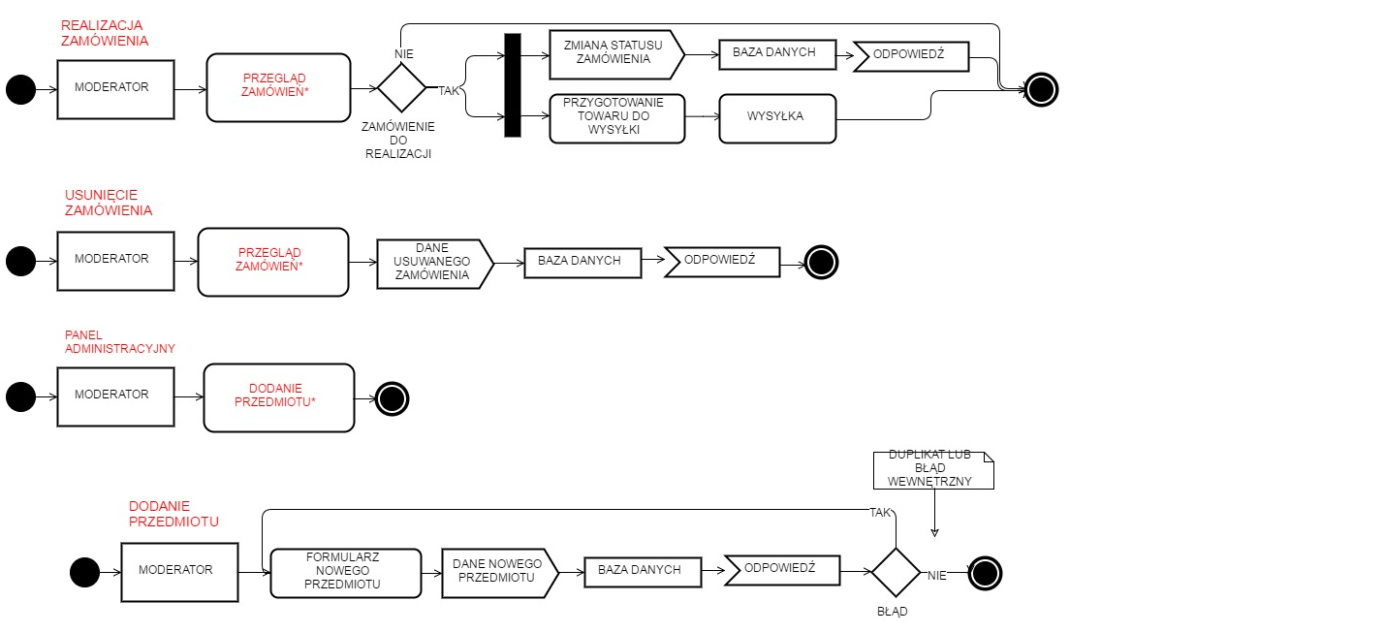 REALIZACJA
ZAMÓWIENIA
MODERATOR
PRZEGLĄD
ZAMÓWIEŃ*
NIE
TAK
ZAMÓWIENIE
DO
REALIZACJI
ZMIANA STATUSU
ZAMÓWIENIA
BAZA DANYCH
ODPOWIEDŹ
PRZYGOTOWANIE
TOWARU DO
WYSYŁKI
WYSYŁKA
USUNIĘCIE
ZAMÓWIENIA
MODERATOR
PRZEGLĄD
ZAMÓWIEŃ*
DANE
USUWANEGO
ZAMÓWIENIA
BAZA DANYCH
ODPOWIEDŹ
PANEL
ADMINISTRACYJNY
MODERATOR
DODANIE
PRZEDMIOTU*
DUPLIKAT LUB
BŁĄD
WEWNĘTRZNY
DODANIE
PRZEDMIOTU
MODERATOR
FORMULARZ
NOWEGO
PRZEDMIOTU
DANE NOWEGO
PRZEDMIOTU
BAZA DANYCH
ODPOWIEDŹ
TAK
NIE
BŁĄD